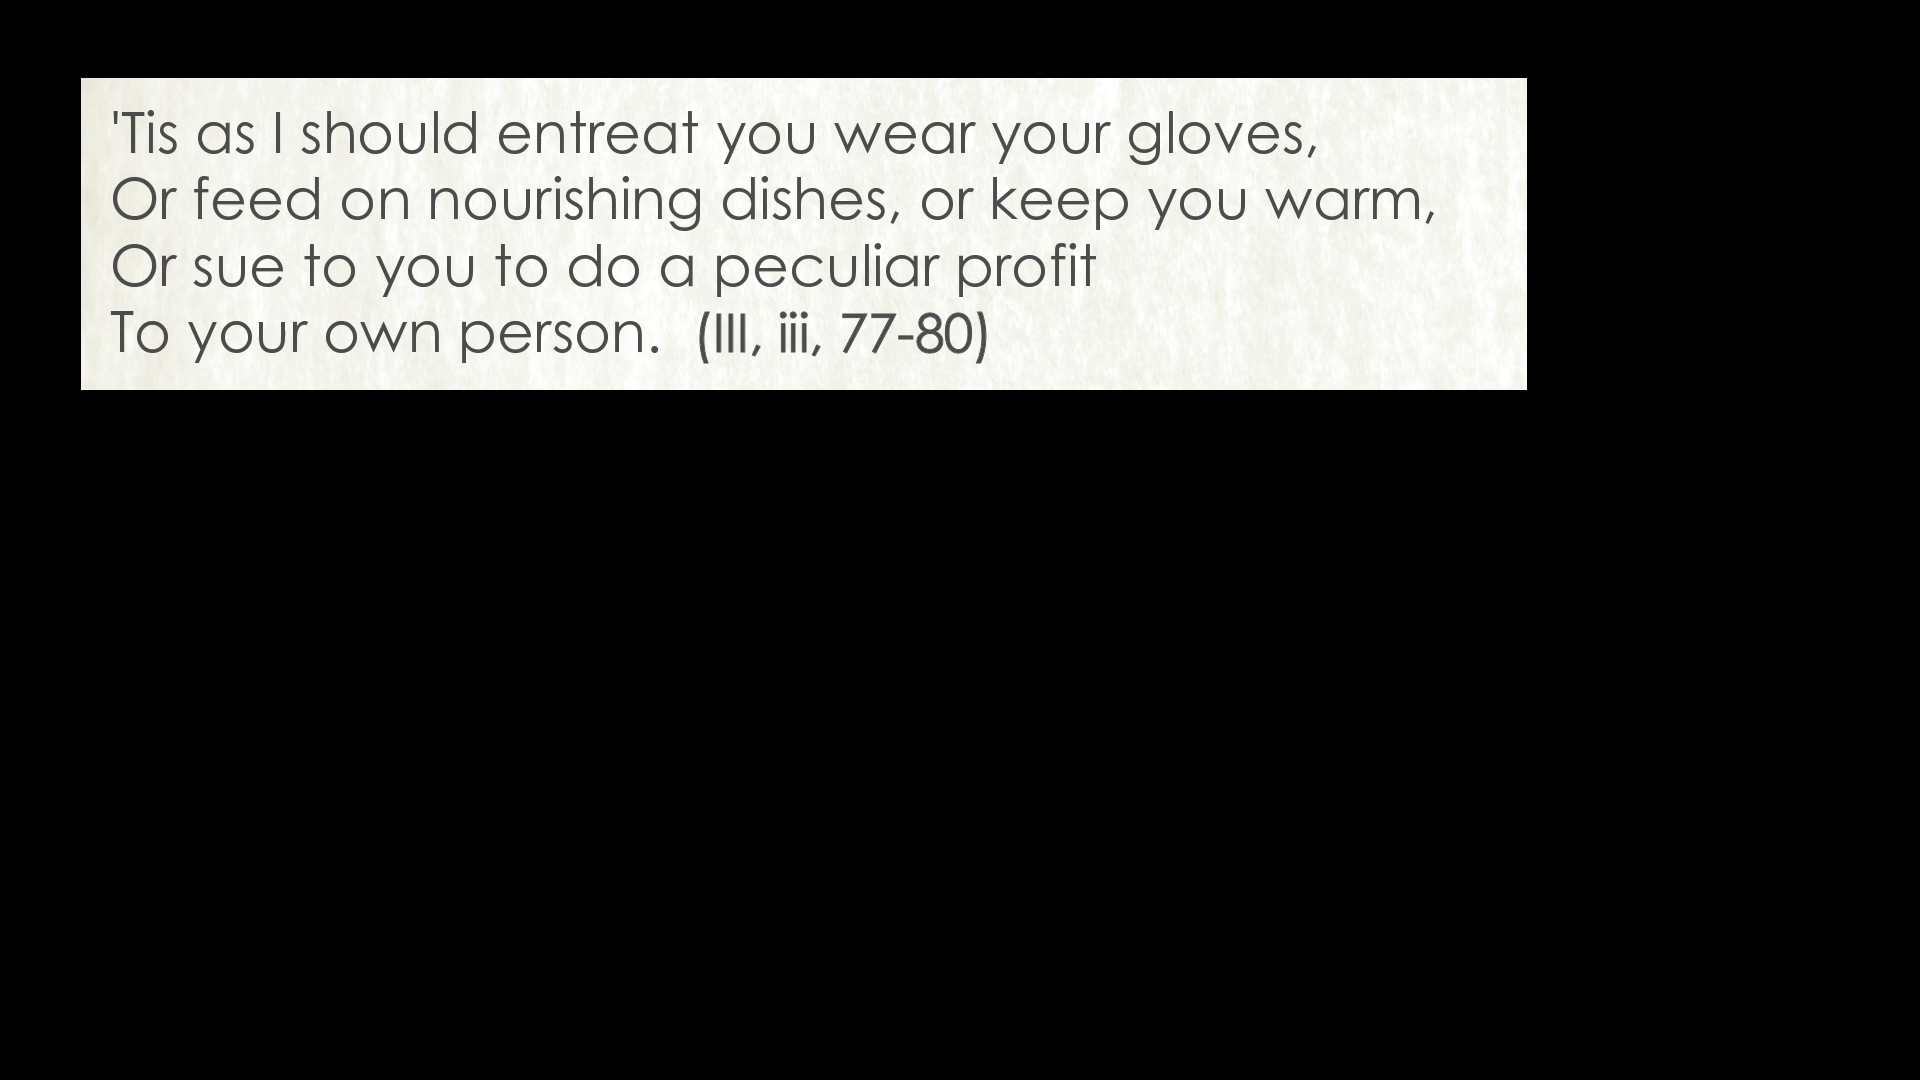 'Tis as I should entreat you wear your gloves,
Or feed on nourishing dishes, or keep you warm,
Or sue to you to do a peculiar profit
To your own person.  (III, iii, 77-80)